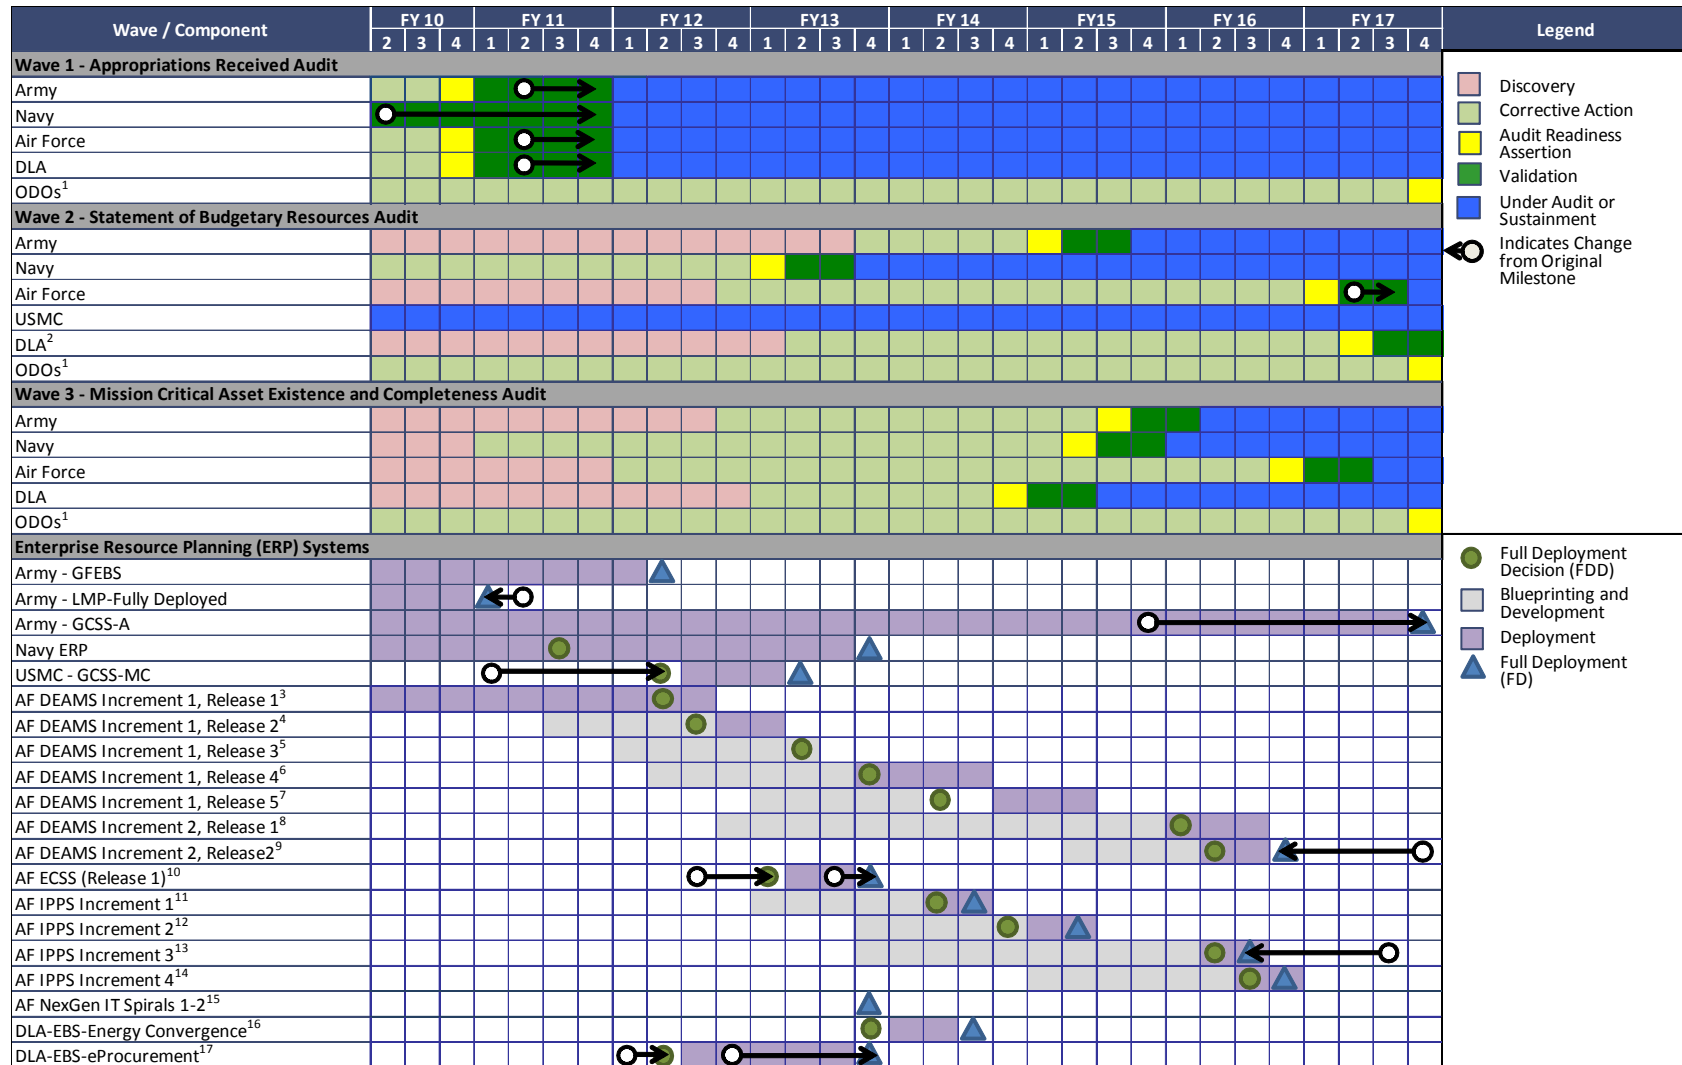 Wave / Component
FY 10 FY 11 FY 12 FY13 FY 14 FY15 FY 16 FY 17
2 3 4 1 2 3 4 1 2 3 4 1 2 3 4 1 2 3 4 1 2 3 4 1 2 3 4 1 2 3 4
Legend
Wave 1 - Appropriations Received Audit
Army
Navy
Air Force
DLA
ODOs1
Wave 2 - Statement of Budgetary Resources Audit
Army
Navy
Air Force
USMC
DLA2
ODOs1
Wave 3 - Mission Critical Asset Existence and Completeness Audit
Army
Navy
Air Force
DLA
ODOs1
Enterprise Resource Planning (ERP) Systems
Army - GFEBS
Army - LMP-Fully Deployed
Army - GCSS-A
Navy ERP
USMC - GCSS-MC
AF DEAMS Increment 1, Release 13
AF DEAMS Increment 1, Release 24
AF DEAMS Increment 1, Release 35
AF DEAMS Increment 1, Release 46
AF DEAMS Increment 1, Release 57
AF DEAMS Increment 2, Release 18
AF DEAMS Increment 2, Release29
AF ECSS (Release 1)10
AF IPPS Increment 111
AF IPPS Increment 212
AF IPPS Increment 313
AF IPPS Increment 414
AF NexGen IT Spirals 1-215
DLA-EBS-Energy Convergence16
DLA-EBS-eProcurement17
Discovery
Corrective Action
Audit Readiness
Assertion
Validation
Under Audit or
Sustainment
Indicates Change
from Original
Milestone
Full Deployment
Decision (FDD)
Blueprinting and
Development
Deployment
Full Deployment
(FD)